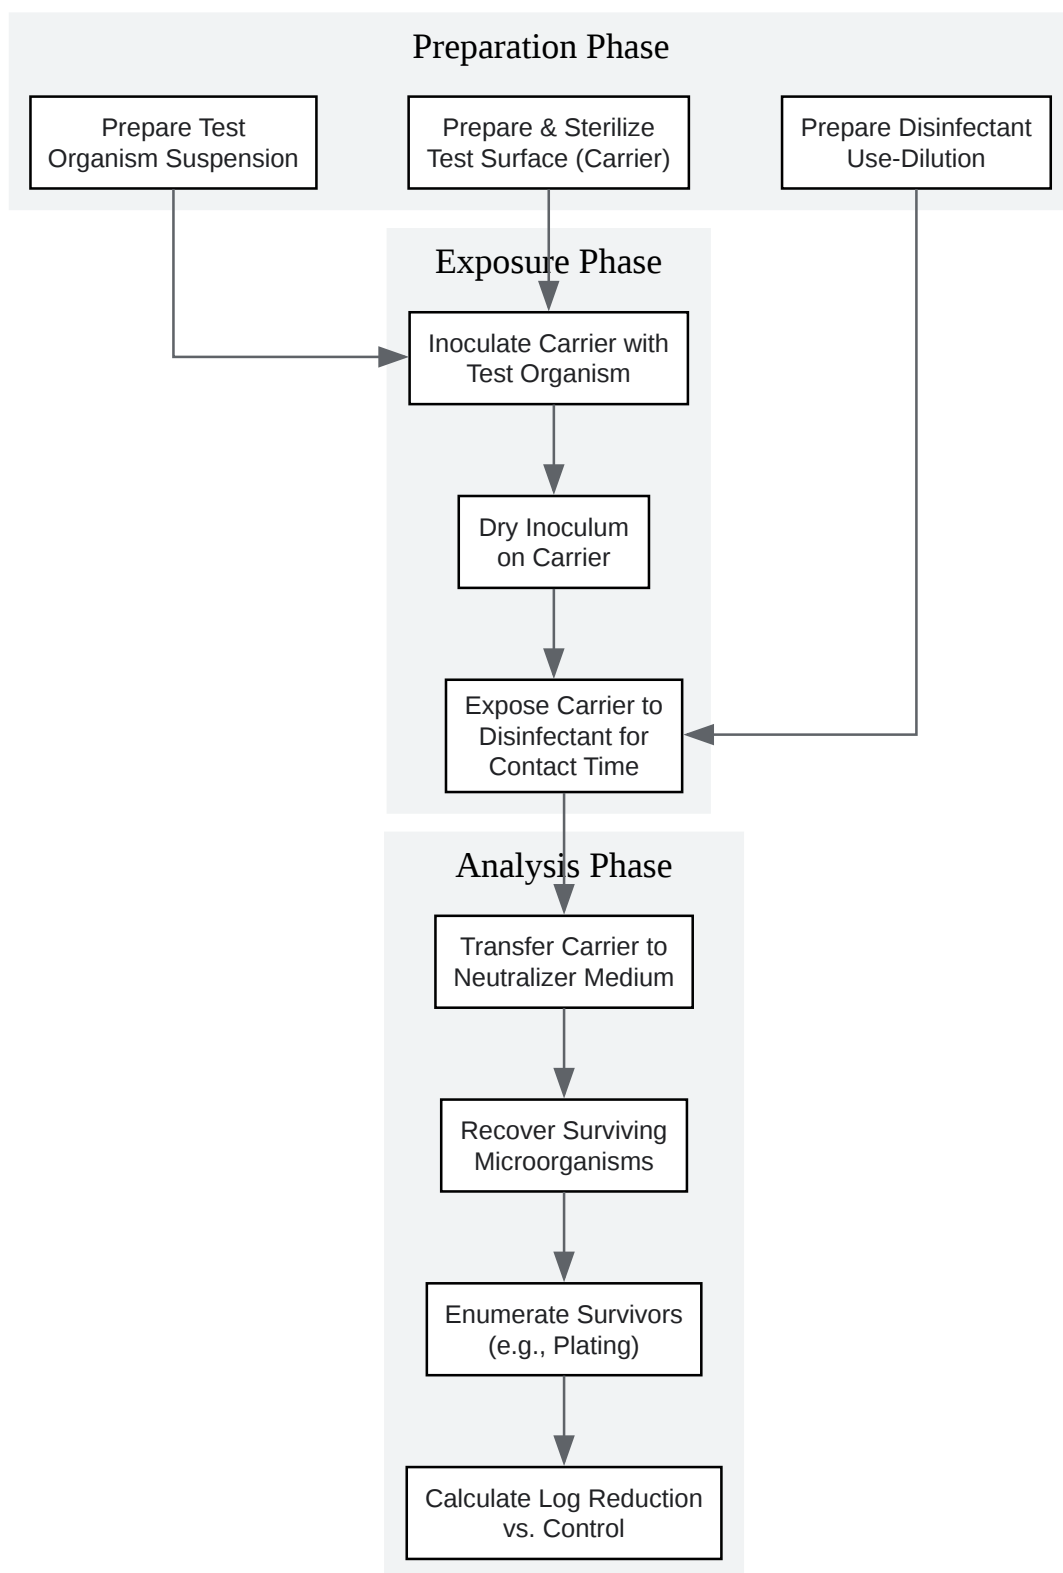 Preparation Phase
Prepare Test
Organism Suspension
Prepare & Sterilize
Test Surface (Carrier)
Prepare Disinfectant
Use-Dilution
Exposure Phase
Inoculate Carrier with
Test Organism
Dry Inoculum
on Carrier
Expose Carrier to
Disinfectant for
Contact Time
Analysis Phase
Transfer Carrier to
Neutralizer Medium
Recover Surviving
Microorganisms
Enumerate Survivors
(e.g., Plating)
Calculate Log Reduction
vs. Control